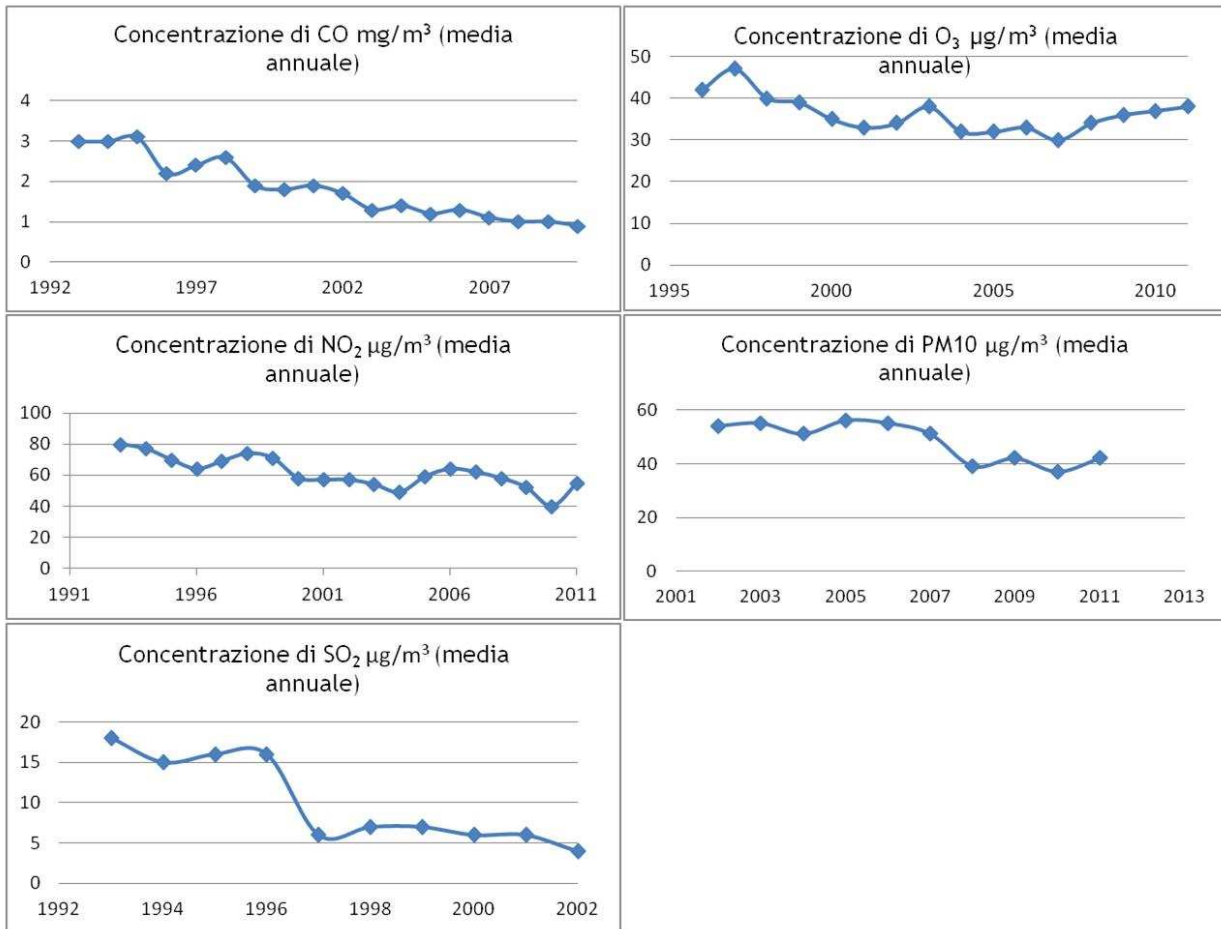 Concentrazione di CO mg/m³ (media
annuale)
4
3
2
1
0
1992 1997 2002 2007
Concentrazione di O₃ µg/m³ (media
annuale)
50
40
30
20
10
0
1995 2000 2005 2010
Concentrazione di NO₂ µg/m³ (media
annuale)
100
80
60
40
20
0
1991 1996 2001 2006 2011
Concentrazione di PM10 µg/m³ (media
annuale)
60
40
20
0
2001 2003 2005 2007 2009 2011 2013
Concentrazione di SO₂ µg/m³ (media
annuale)
20
15
10
5
0
1992 1994 1996 1998 2000 2002